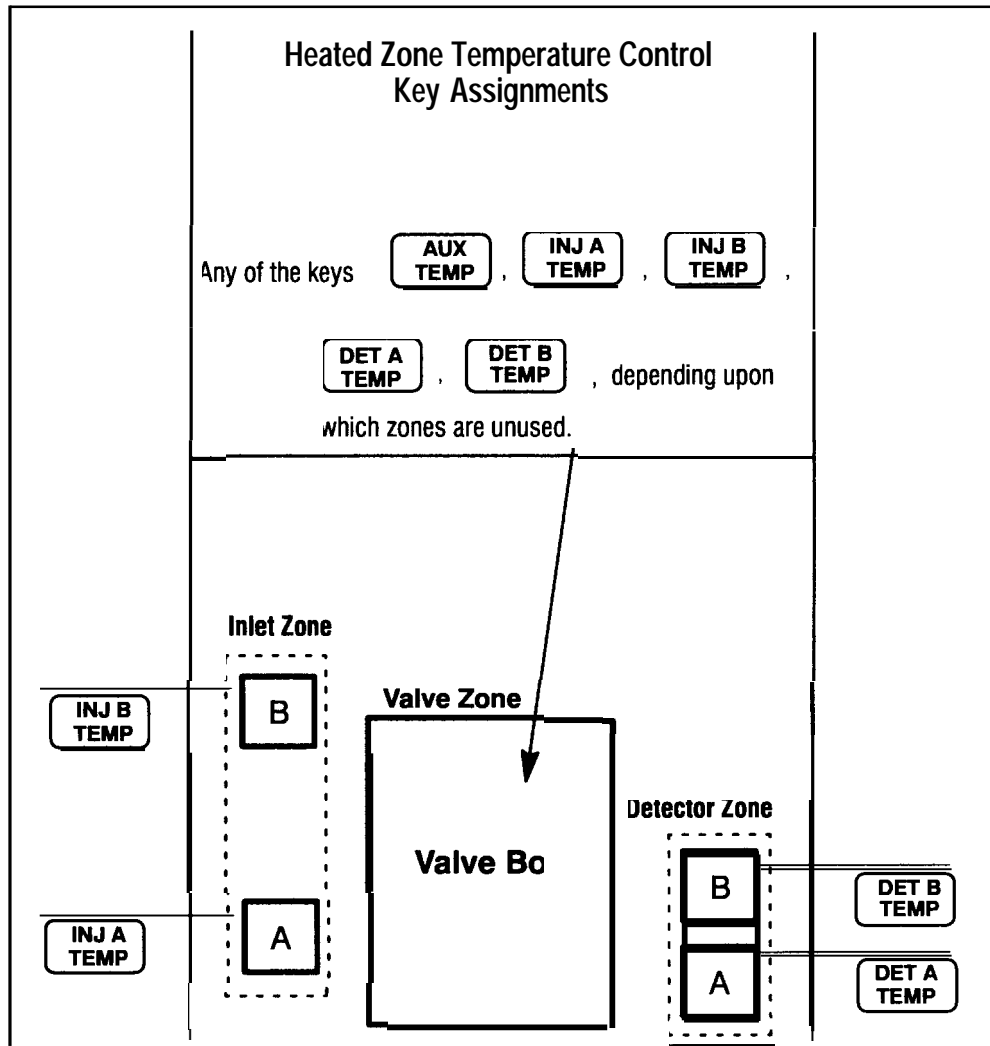 Heated Zone Temperature Control
Key Assignments
Any of the keys AUX TEMP , INJ A TEMP , INJ B TEMP ,
DET A TEMP , DET B TEMP , depending upon
which zones are unused.
Inlet Zone
INJ B
TEMP
B
Valve Zone
Valve Bo
Detector Zone
B
DET B
TEMP
INJ A
TEMP
A
A
DET A
TEMP